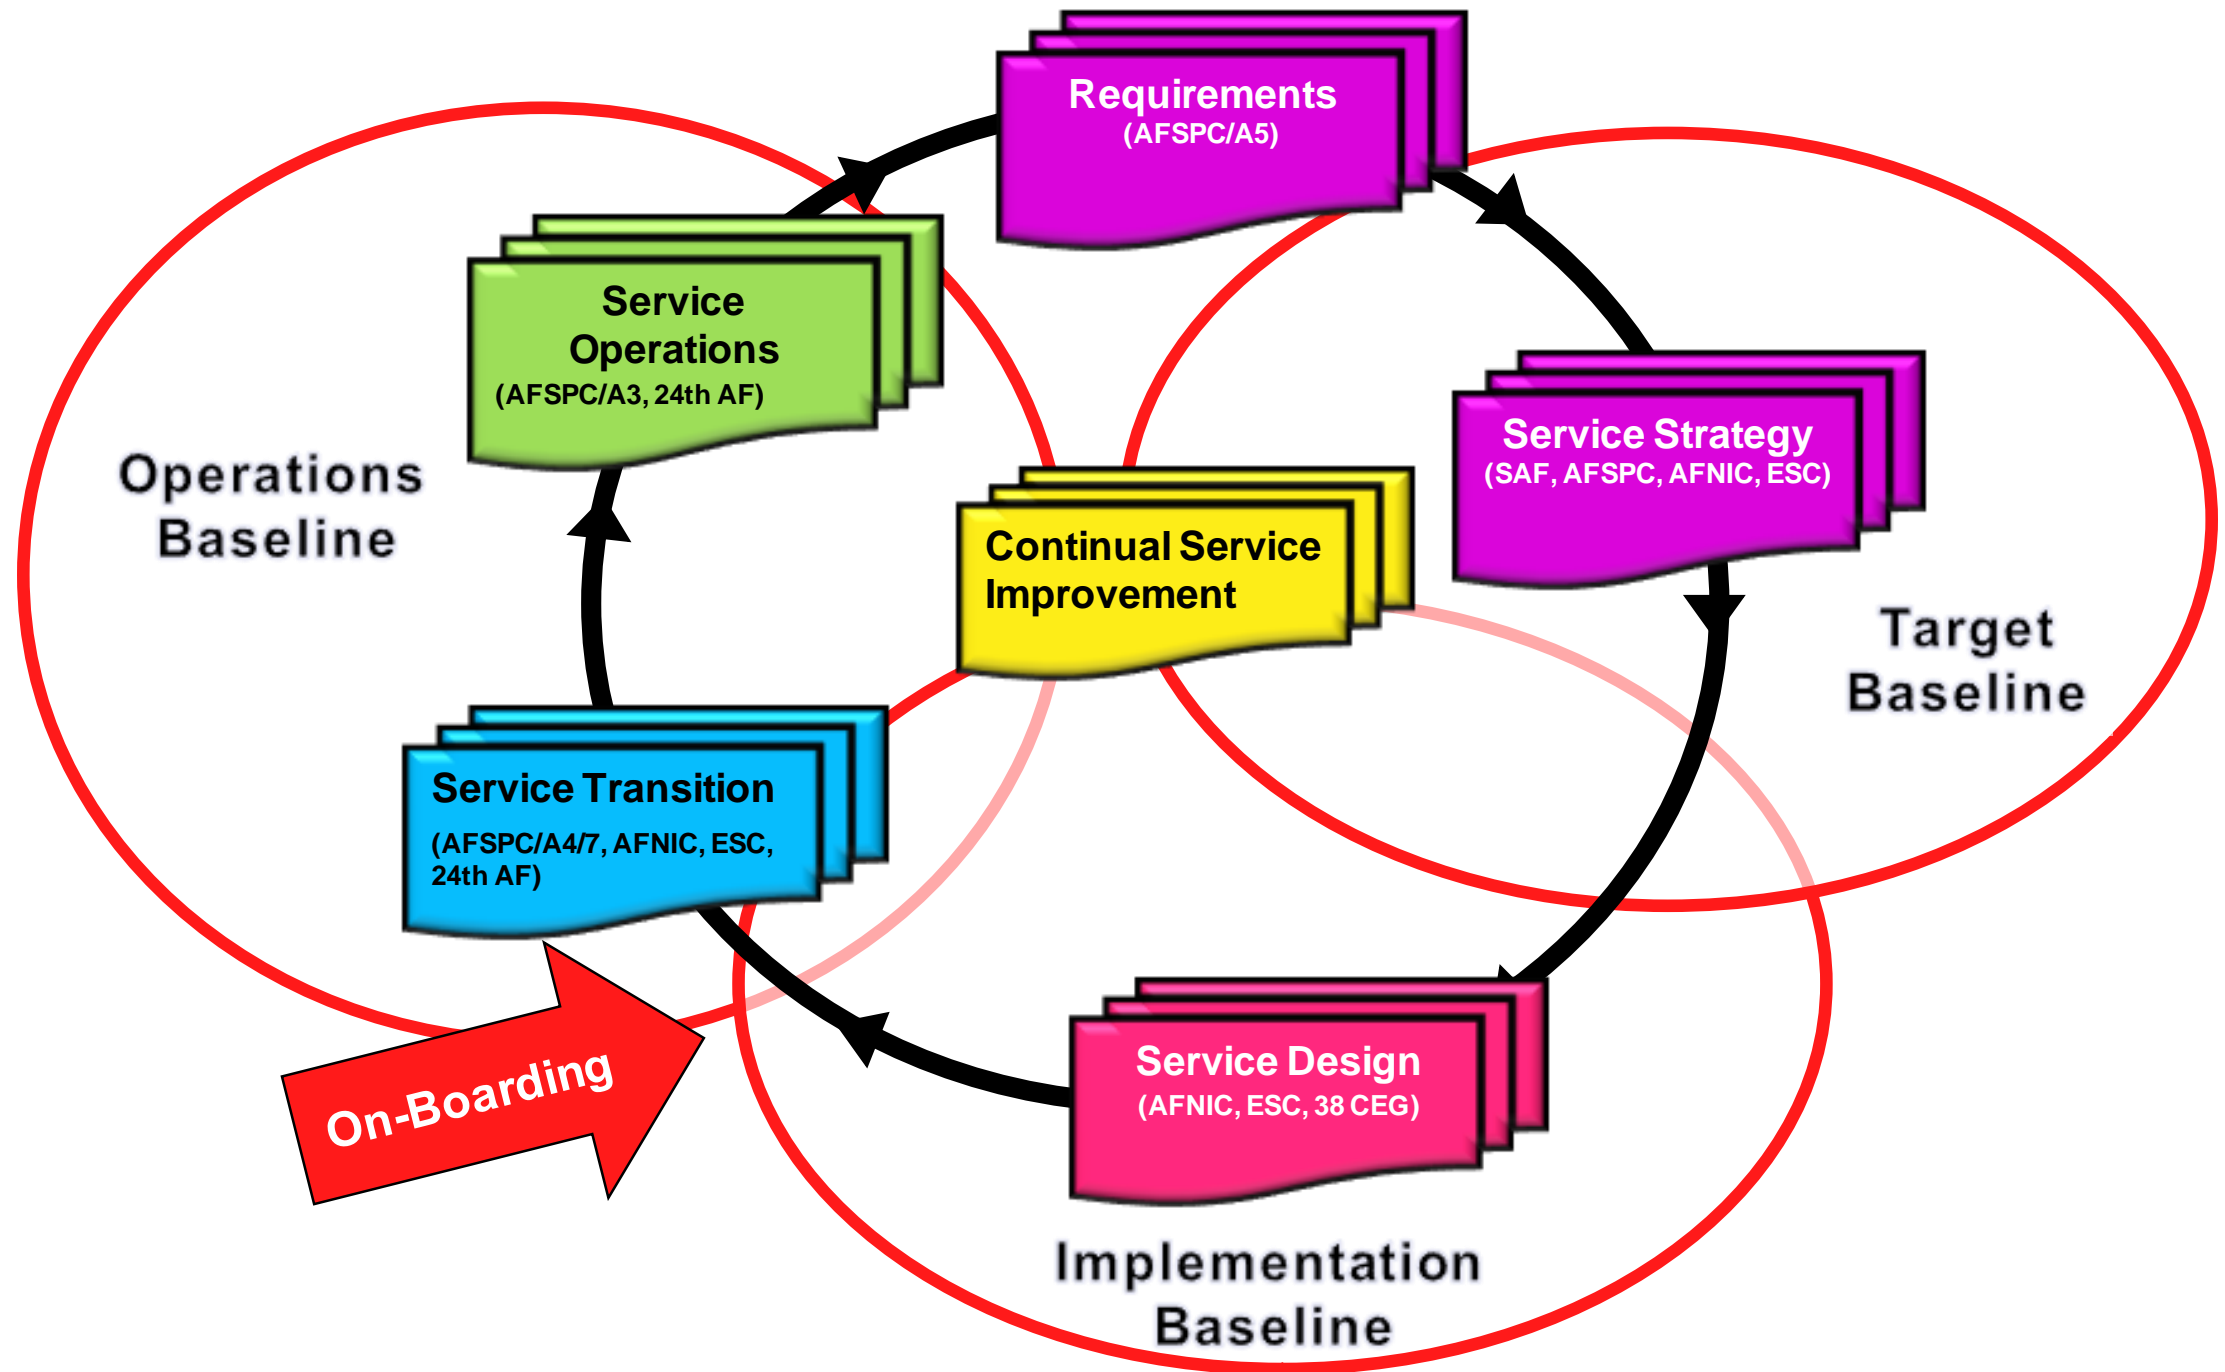 Requirements
(AFSPC/A5)
Service
Operations
(AFSPC/A3, 24th AF)
Operations
Baseline
Service Strategy
(SAF, AFSPC, AFNIC, ESC)
Continual Service
Improvement
Target
Baseline
Service Transition
(AFSPC/A4/7, AFNIC, ESC,
24th AF)
On-Boarding
Service Design
(AFNIC, ESC, 38 CEG)
Implementation
Baseline